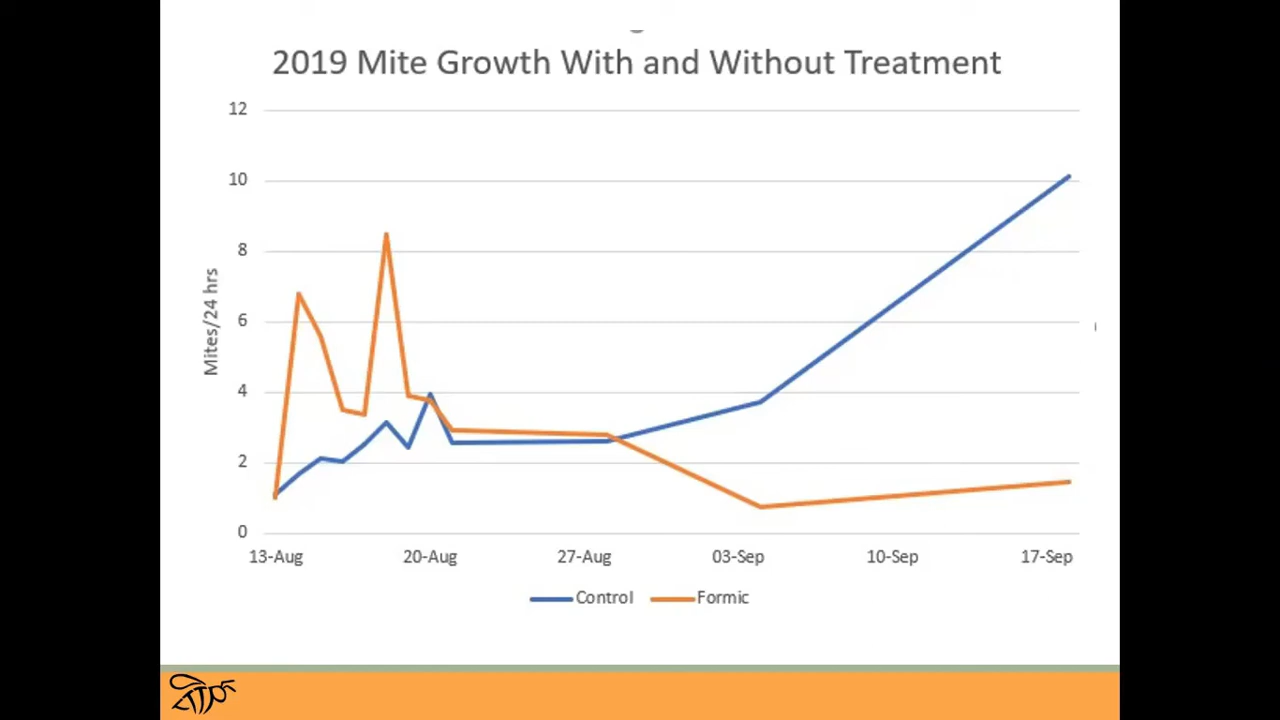 2019 Mite Growth With and Without Treatment
12
10
8
6
4
2
0
Mites/24 hrs
13-Aug 20-Aug 27-Aug 03-Sep 10-Sep 17-Sep
Control Formic